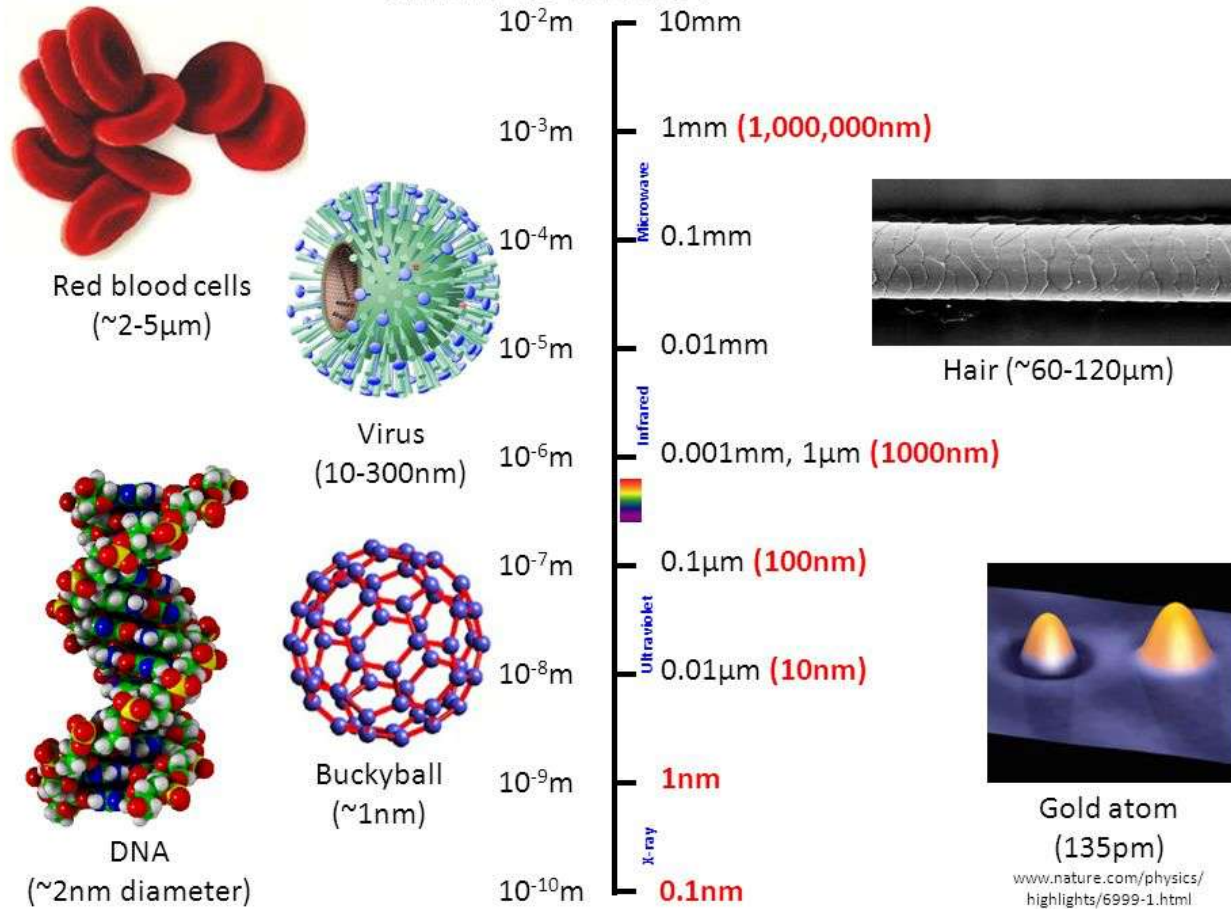 10⁻²m
10mm
10⁻³m
1mm (1,000,000nm)
Microwave
10⁻⁴m
0.1mm
Red blood cells
(~2-5µm)
10⁻⁵m
0.01mm
Hair (~60-120µm)
Infrared
Virus
(10-300nm)
10⁻⁶m
0.001mm, 1µm (1000nm)
10⁻⁷m
0.1µm (100nm)
Ultraviolet
10⁻⁸m
0.01µm (10nm)
Buckyball
(~1nm)
10⁻⁹m
1nm
Gold atom
(135pm)
www.nature.com/physics/
highlights/6999-1.html
X-ray
DNA
(~2nm diameter)
10⁻¹⁰m
0.1nm